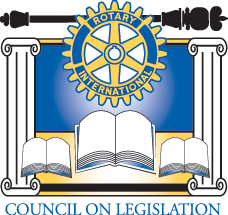 ROTARY
INTERNATIONAL
COUNCIL ON LEGISLATION